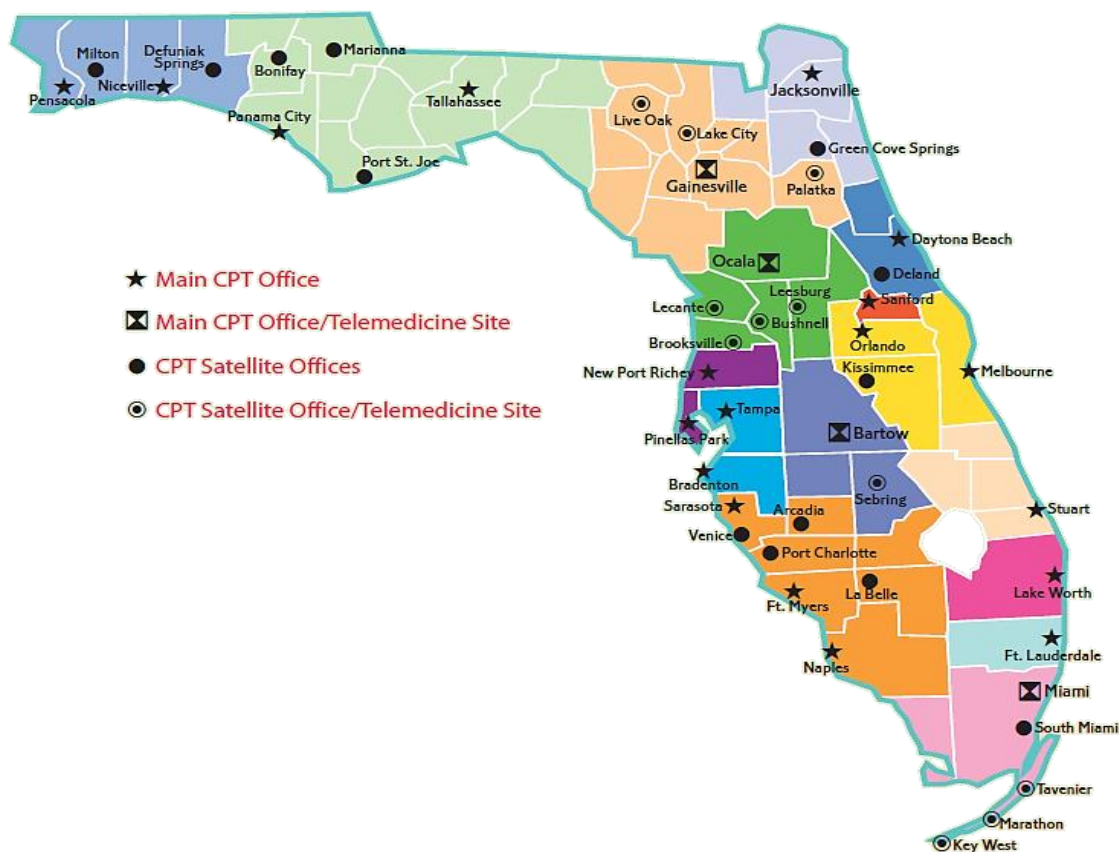 Milton
Defuniak
Springs
Pensacola
Niceville
Bonifay
Marianna
Panama City
Tallahassee
Port St. Joe
Live Oak
Lake City
Gainesville
Jacksonville
Green Cove Springs
Palatka
Daytona Beach
Deland
Ocala
Leesburg
Sanford
Lecante
Bushnell
Brooksville
Orlando
New Port Richey
Kissimmee
Melbourne
Tampa
Pinellas Park
Bartow
Bradenton
Sebring
Sarasota
Arcadia
Stuart
Venice
Port Charlotte
Ft. Myers
La Belle
Lake Worth
Naples
Ft. Lauderdale
Miami
South Miami
Tavenier
Marathon
Key West
Main CPT Office
Main CPT Office/Telemedicine Site
CPT Satellite Offices
CPT Satellite Office/Telemedicine Site